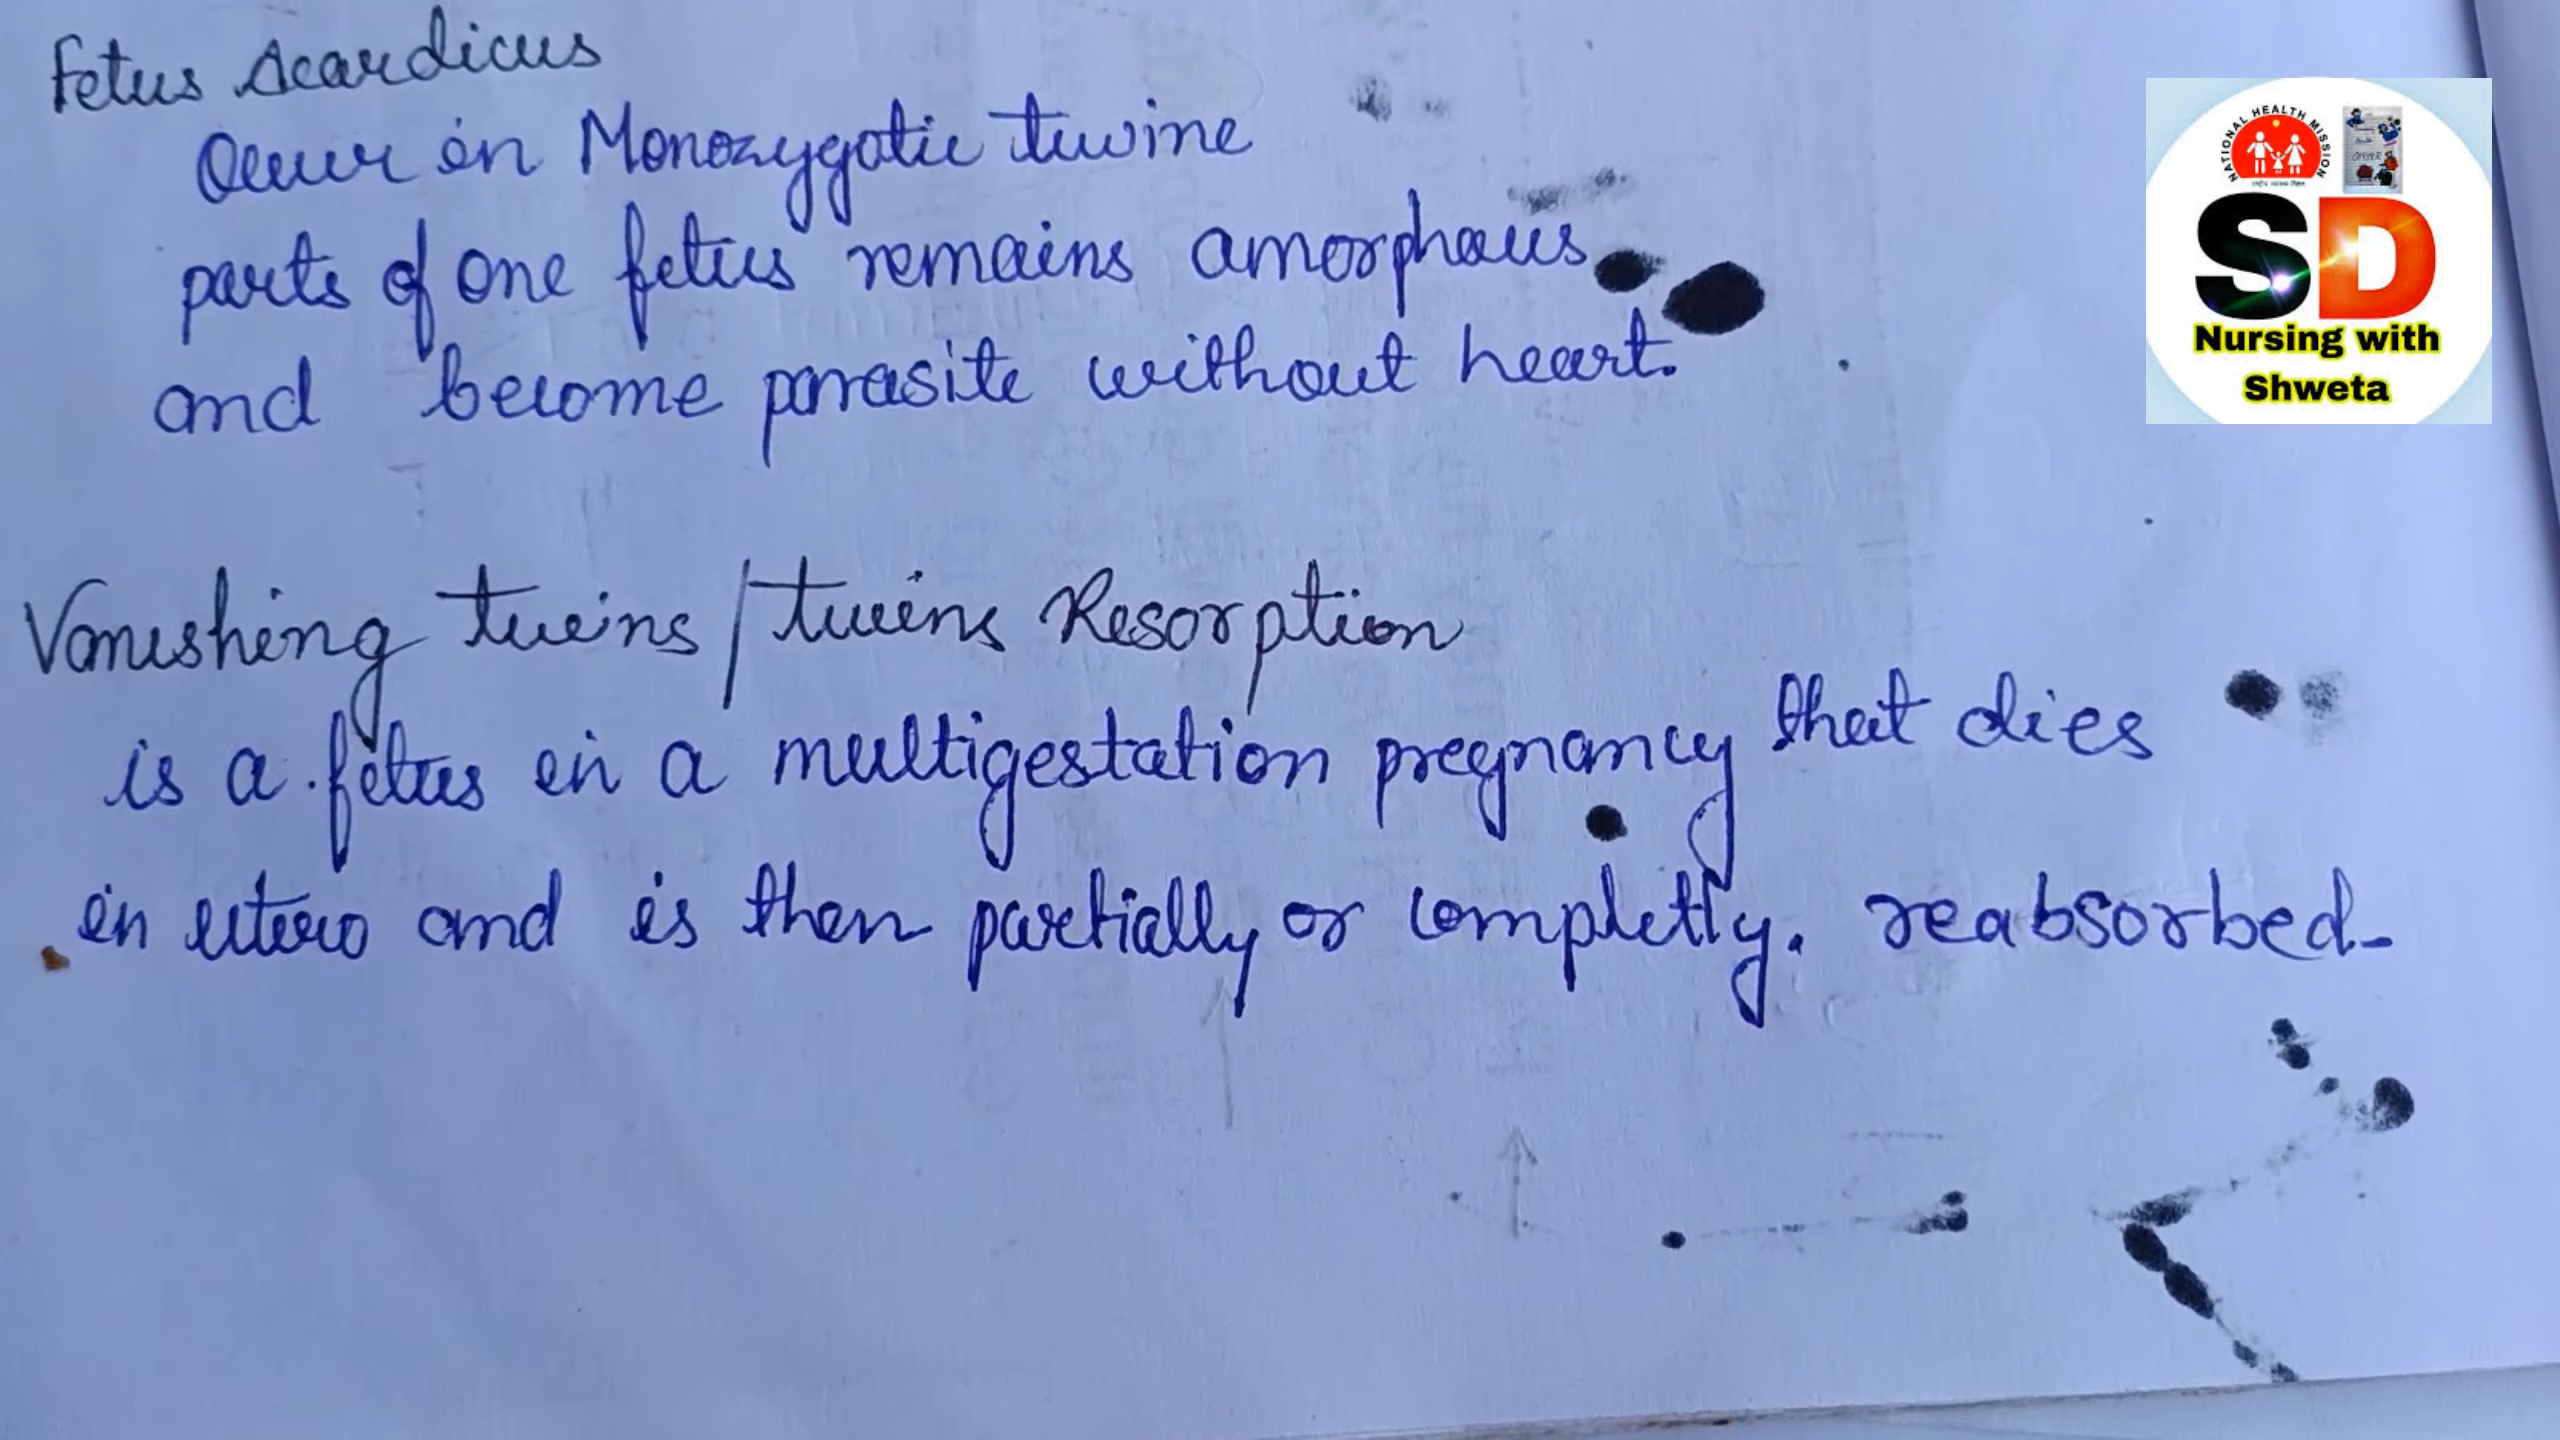 Fetus Acardicus
Occur in Monozygotic twine
parts of one fetus remains amorphous
and become parasite without heart.
Vanishing twins / twins Resorption
is a fetus in a multigestation pregnancy that dies
in utero and is then partially or completly. reabsorbed.
NATIONAL HEALTH MISSION
SD
Nursing with
Shweta